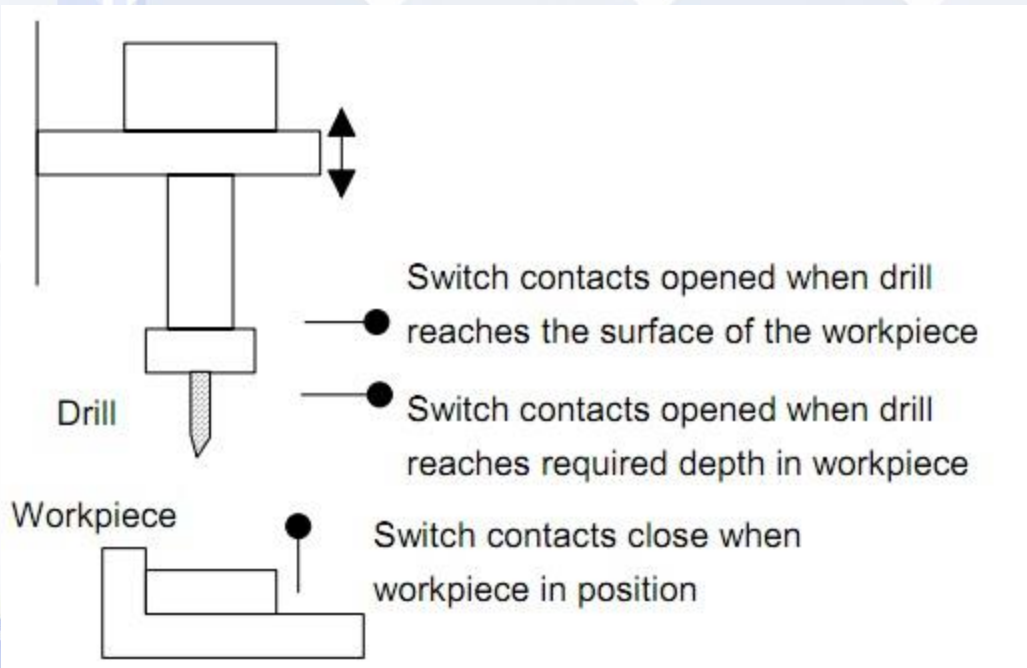 Switch contacts opened when drill
reaches the surface of the workpiece
Drill
Switch contacts opened when drill
reaches required depth in workpiece
Workpiece
Switch contacts close when
workpiece in position